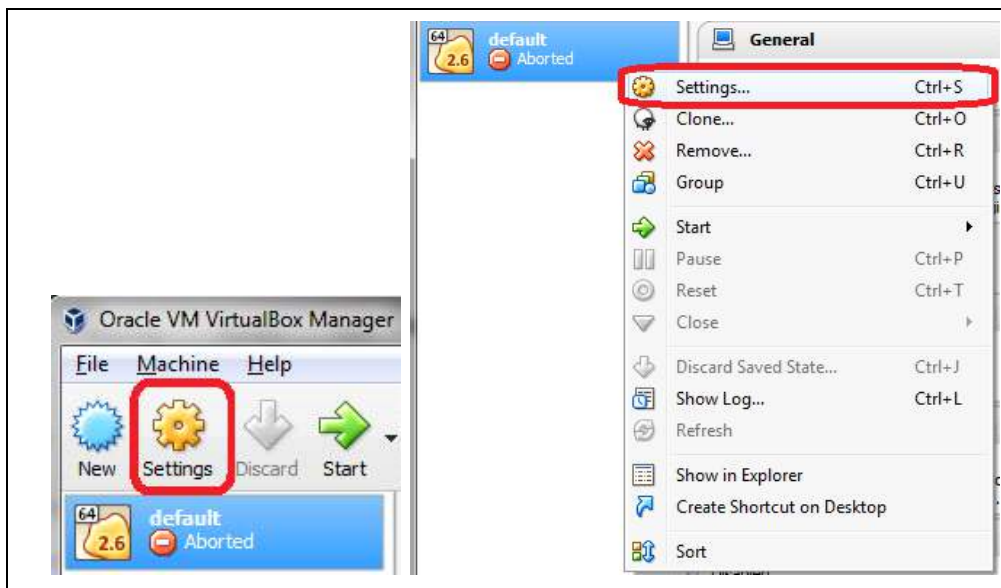 Oracle VM VirtualBox Manager
File Machine Help
New Settings Discard Start
64
2.6
default
Aborted
64
2.6
default
Aborted
General
Settings... Ctrl+S
Clone... Ctrl+O
Remove... Ctrl+R
Group Ctrl+U
Start
Pause Ctrl+P
Reset Ctrl+T
Close
Discard Saved State... Ctrl+J
Show Log... Ctrl+L
Refresh
Show in Explorer
Create Shortcut on Desktop
Sort